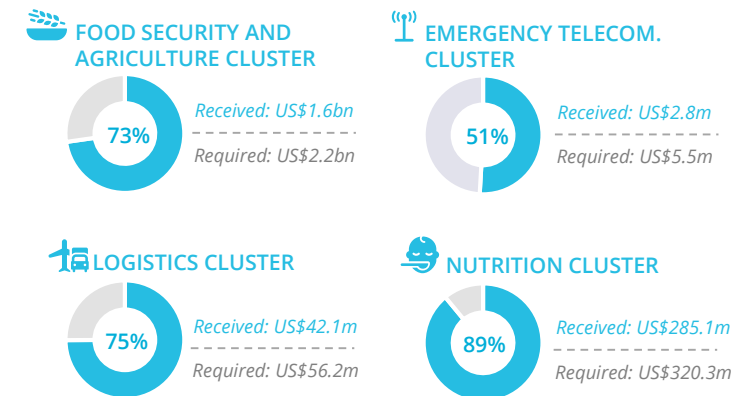 FOOD SECURITY AND
AGRICULTURE CLUSTER
73%
Received: US$1.6bn
Required: US$2.2bn
EMERGENCY TELECOM.
CLUSTER
51%
Received: US$2.8m
Required: US$5.5m
LOGISTICS CLUSTER
75%
Received: US$42.1m
Required: US$56.2m
NUTRITION CLUSTER
89%
Received: US$285.1m
Required: US$320.3m